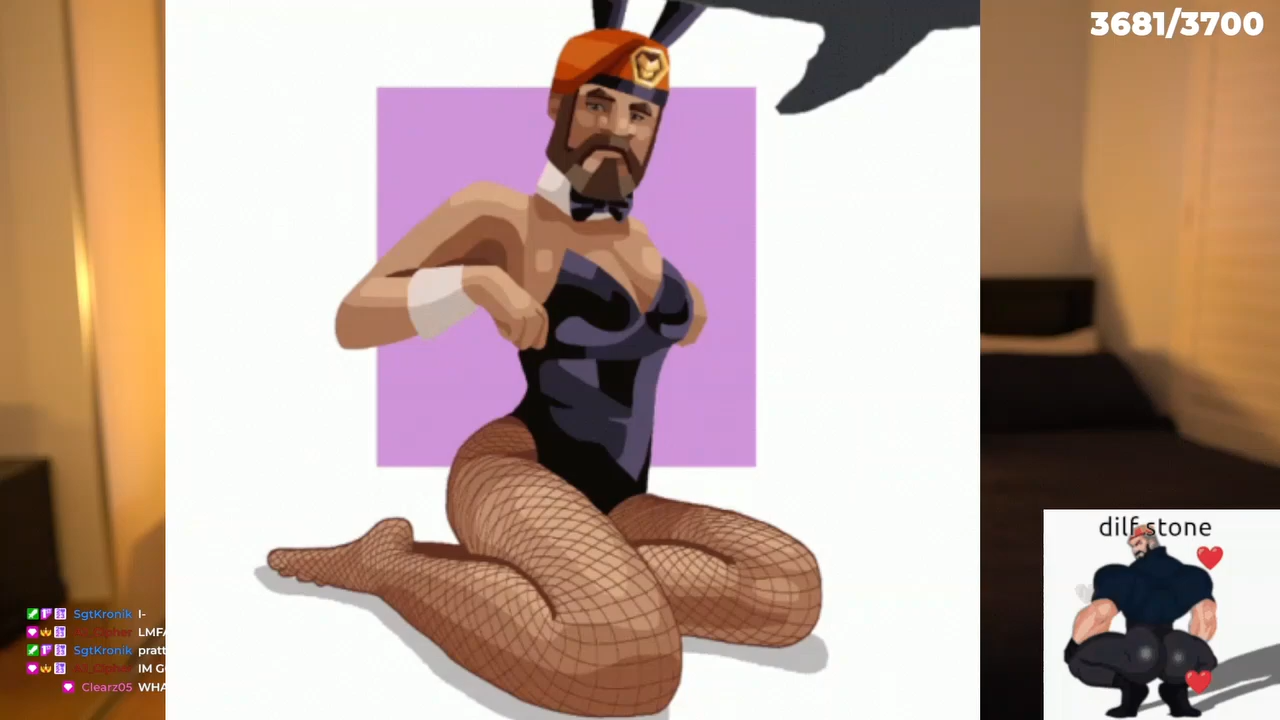 3681/3700
dilf stone
SgtKronik I-
LMFA
SgtKronik pratt
IM G
Clearz05 WHA